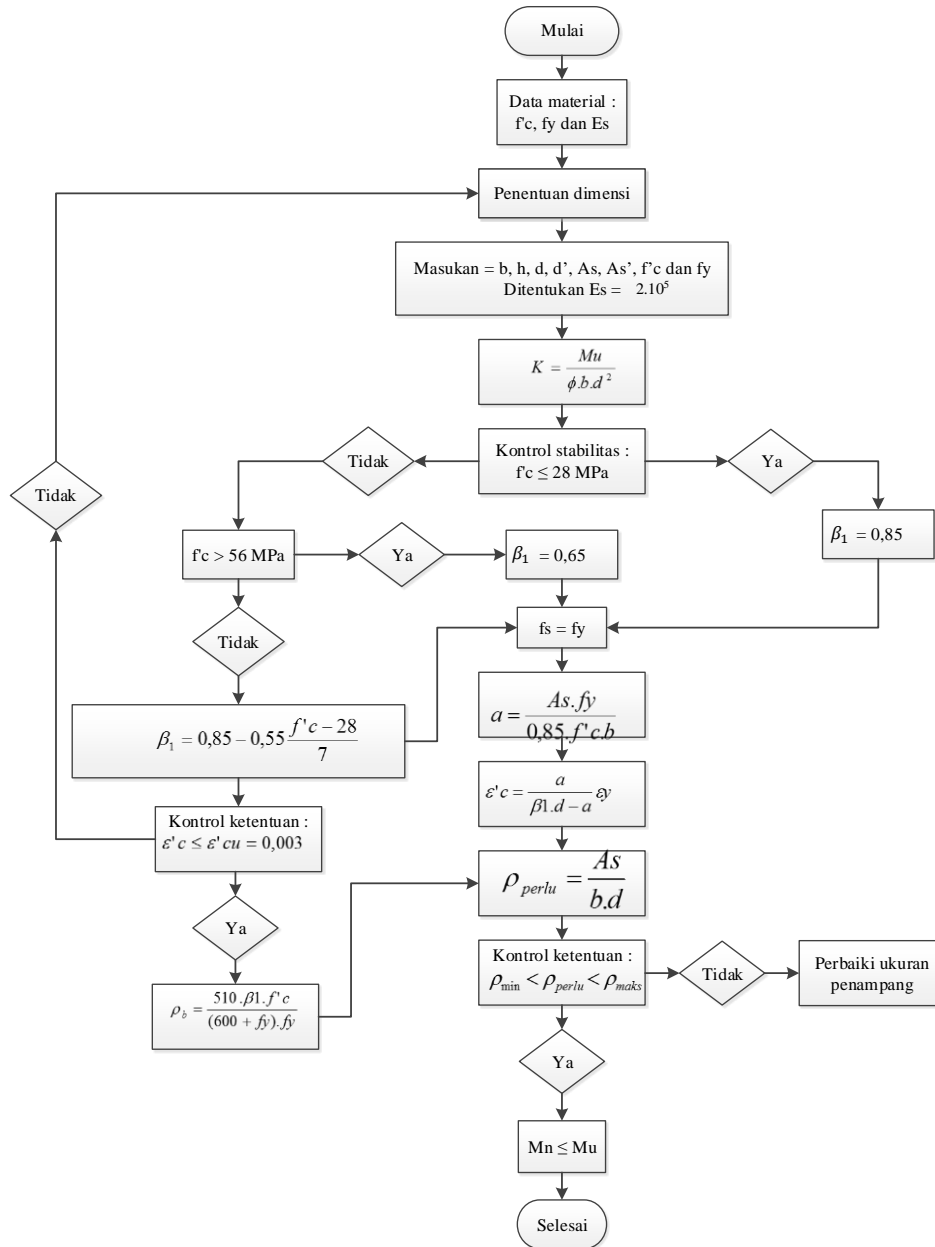 Mulai
Data material :
f'c, fy dan Es
Penentuan dimensi
Masukan = b, h, d, d’, As, As’, f’c dan fy
Ditentukan Es = 2.10⁵
K = Mu / φ.b.d²
Kontrol stabilitas :
f'c ≤ 28 MPa
Tidak
Ya
Tidak
β₁ = 0,85
f'c > 56 MPa
Ya
β₁ = 0,65
Tidak
fs = fy
a = As.fy / 0,85.f'c.b
β₁ = 0,85 – 0,55 f'c – 28 / 7
ε'c = a / β1.d – a εy
Kontrol ketentuan :
ε'c ≤ ε'cu = 0,003
ρperlu = As / b.d
Ya
Kontrol ketentuan :
ρmin < ρperlu < ρmaks
Tidak
Perbaiki ukuran
penampang
ρb = 510.β1.f'c / (600 + fy).fy
Ya
Mn ≤ Mu
Selesai